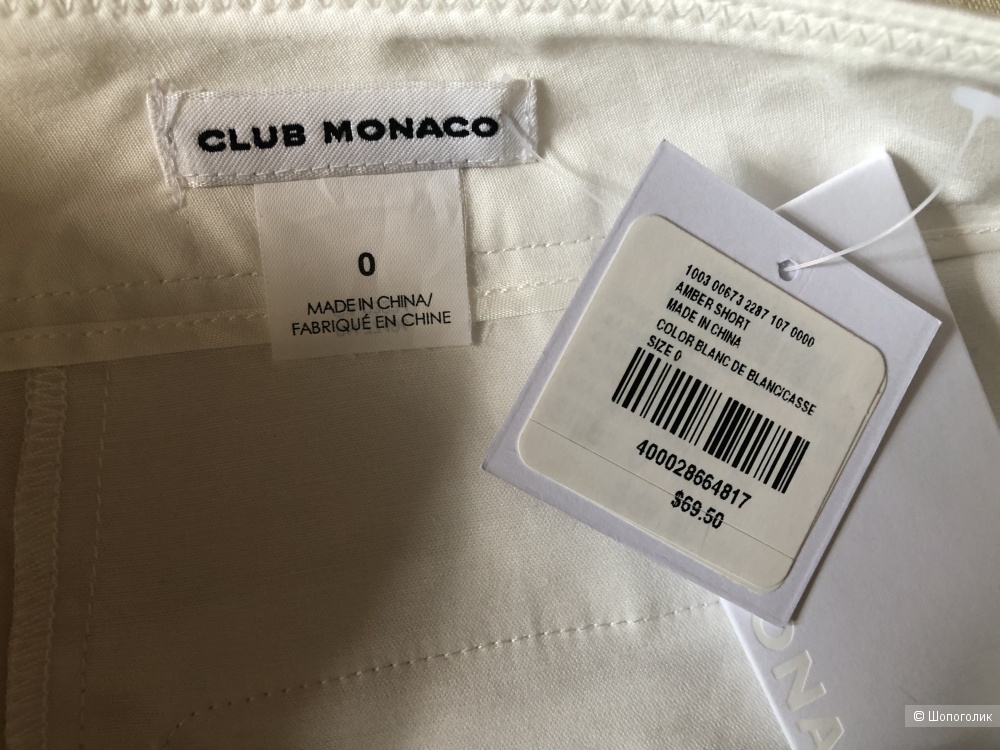 CLUB MONACO
0
MADE IN CHINA/
FABRIQUÉ EN CHINE
1003 00673 2287 107 0000
AMBER SHORT
MADE IN CHINA
COLOR BLANC DE BLANC/CASSE
SIZE 0
400028664817
$69.50
ONA
© Шопоголик